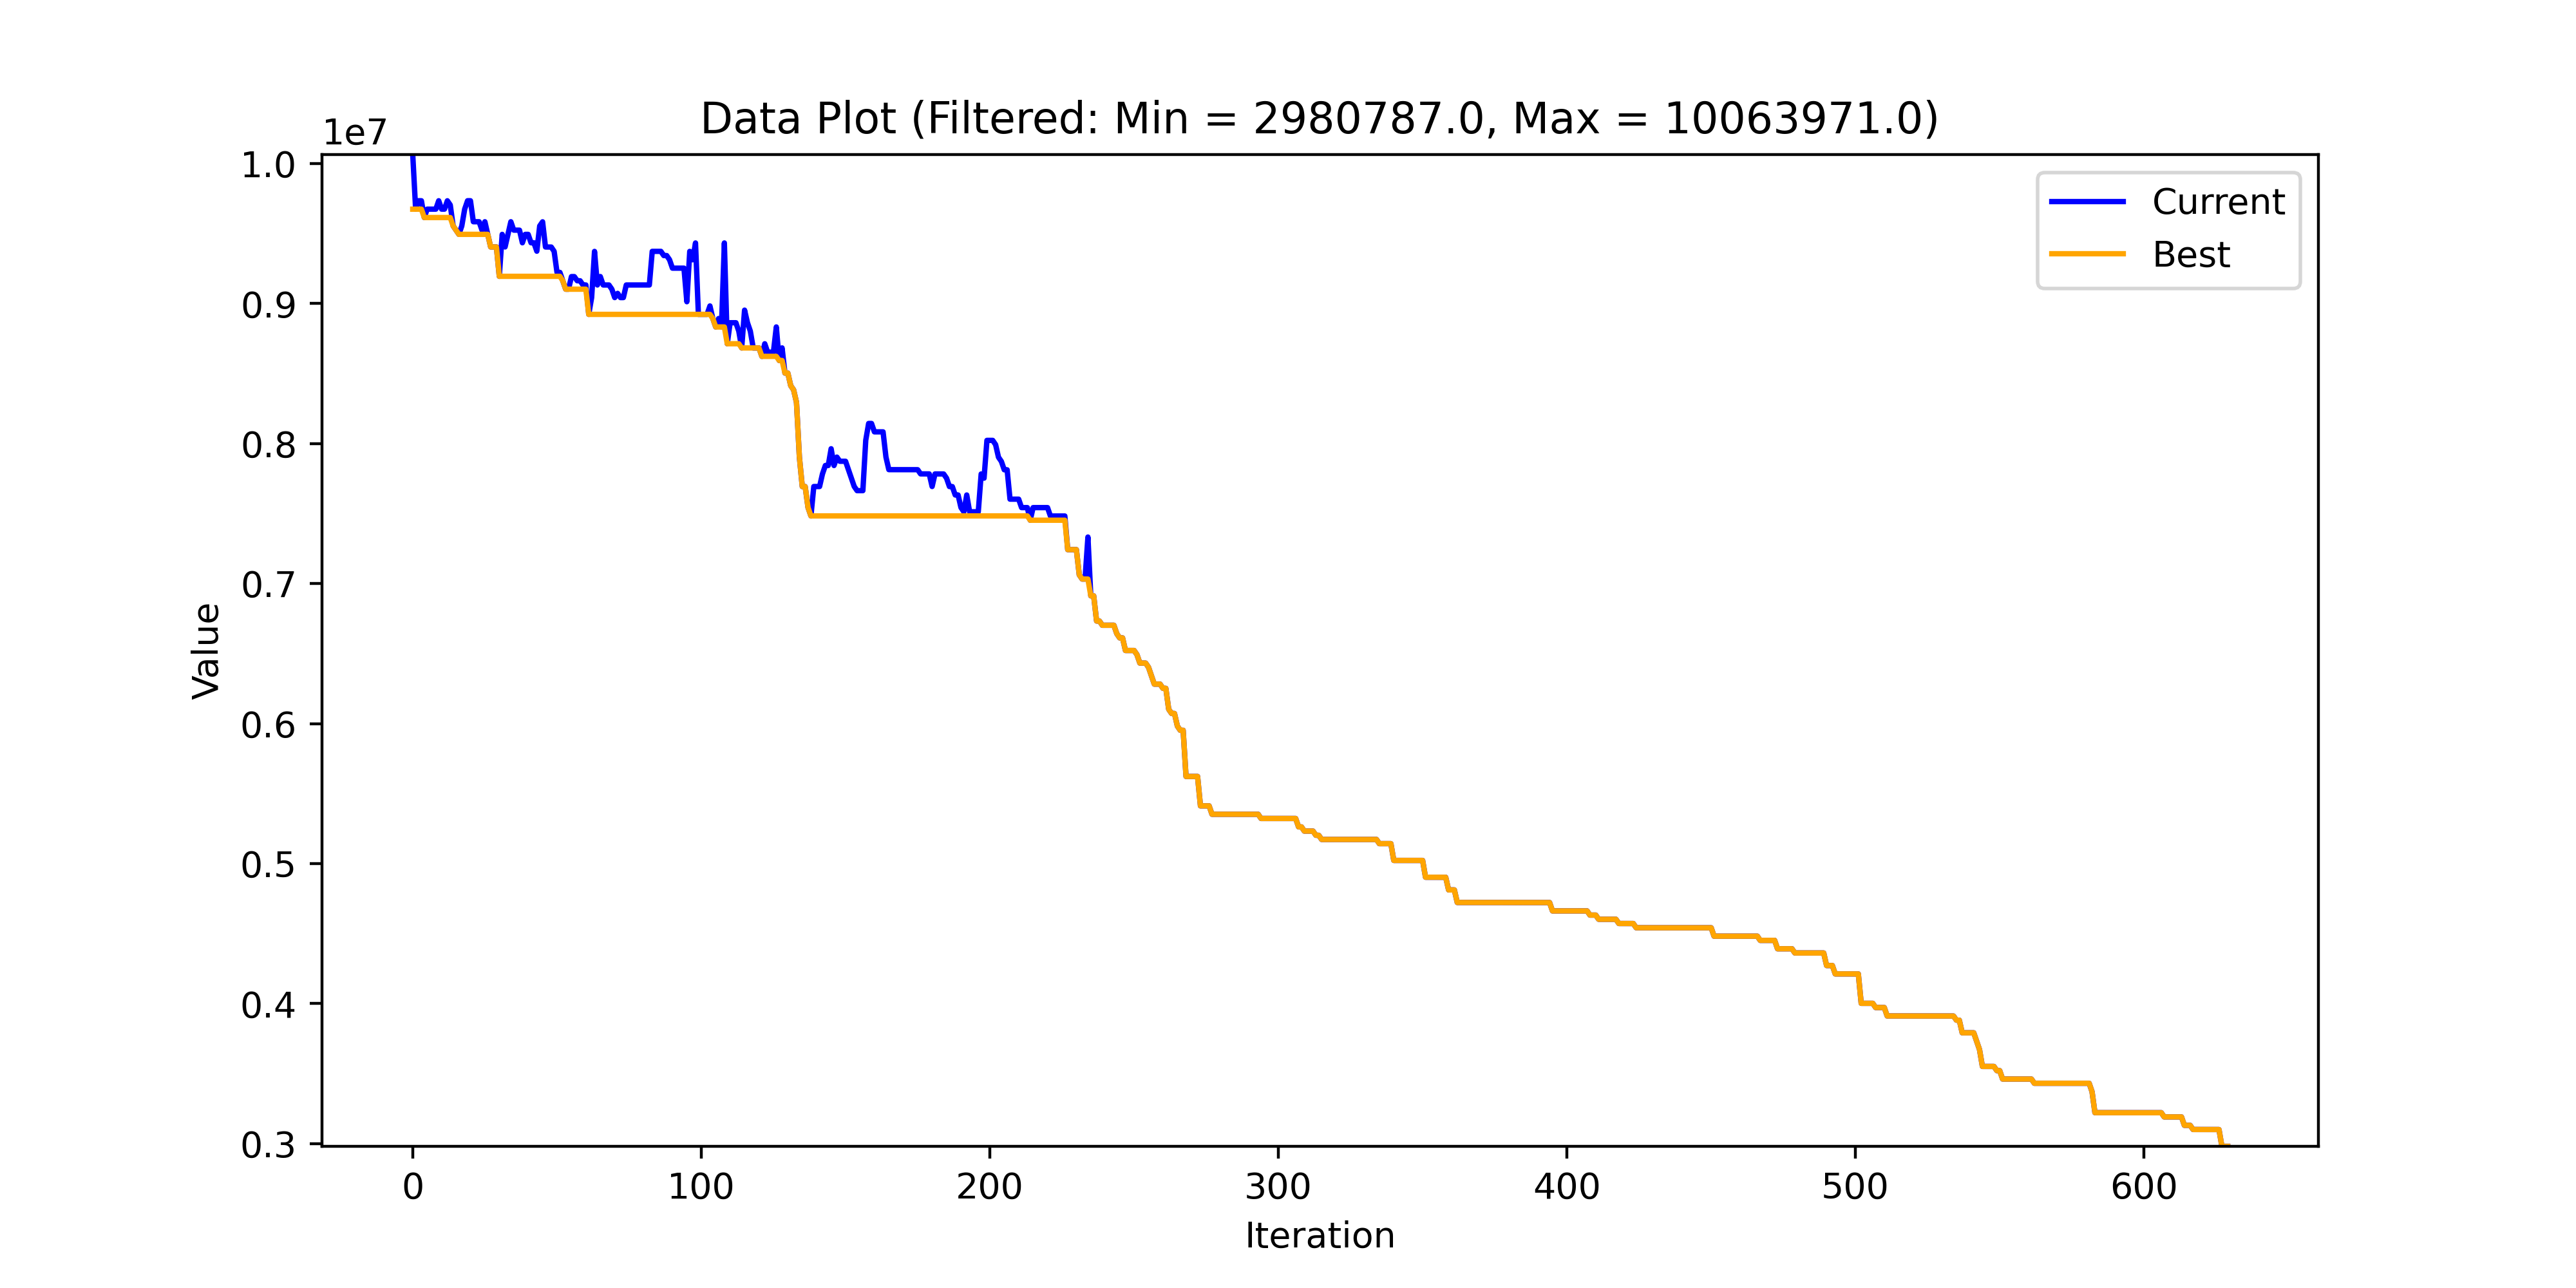 Data Plot (Filtered: Min = 2980787.0, Max = 10063971.0)
1e7
1.0
0.9
0.8
0.7
0.6
0.5
0.4
0.3
Value
Current
Best
0 100 200 300 400 500 600
Iteration